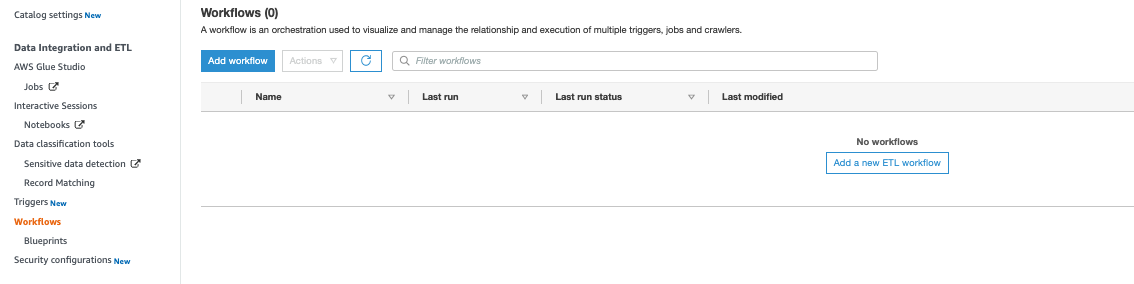 Catalog settings New
Data Integration and ETL
AWS Glue Studio
Jobs
Interactive Sessions
Notebooks
Data classification tools
Sensitive data detection
Record Matching
Triggers New
Workflows
Blueprints
Security configurations New
Workflows (0)
A workflow is an orchestration used to visualize and manage the relationship and execution of multiple triggers, jobs and crawlers.
Add workflow Actions Filter workflows
Name Last run Last run status Last modified
No workflows
Add a new ETL workflow